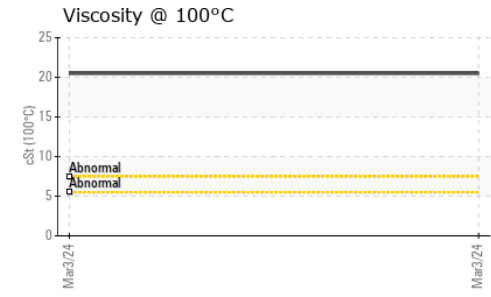 Viscosity @ 100°C
25
20
15
10
5
0
cSt (100°C)
Abnormal
Abnormal
Mar3/24
Mar3/24